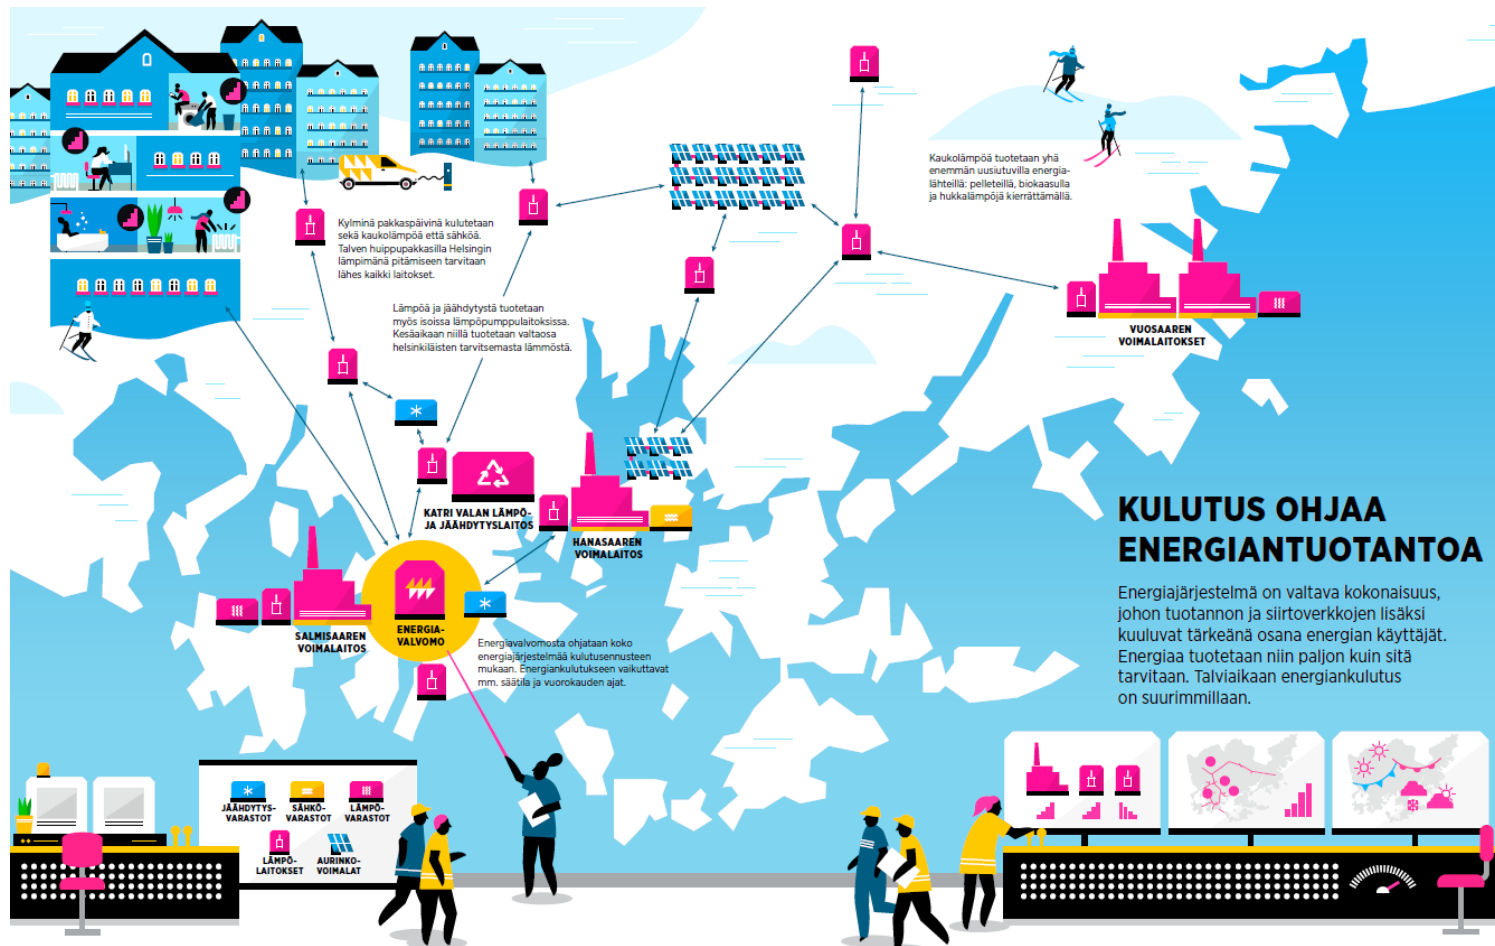 Kylminä pakkaspäivinä kulutetaan
sekä kaukolämpöä että sähköä.
Talven huippupakkasilla Helsingin
lämpimänä pitämiseen tarvitaan
lähes kaikki laitokset.
Lämpöä ja jäähdytystä tuotetaan
myös isoissa lämpöpumppulaitoksissa.
Kesäaikaan niillä tuotetaan valtaosa
helsinkiläisten tarvitsemasta lämmöstä.
Kaukolämpöä tuotetaan yhä
enemmän uusiutuvilla energia-
lähteillä: pelleteillä, biokaasulla
ja hukkalämpöjä kierrättämällä.
VUOSAAREN
VOIMALAITOKSET
KATRI VALAN LÄMPÖ-
JA JÄÄHDYTYSLAITOS
HANASAAREN
VOIMALAITOS
SALMISAAREN
VOIMALAITOS
ENERGIA-
VALVOMO
Energiavalvomosta ohjataan koko
energiajärjestelmää kulutusennusteen
mukaan. Energiankulutukseen vaikuttavat
mm. säätila ja vuorokauden ajat.
KULUTUS OHJAA
ENERGIANTUOTANTOA
Energiajärjestelmä on valtava kokonaisuus,
johon tuotannon ja siirtoverkkojen lisäksi
kuuluvat tärkeänä osana energian käyttäjät.
Energiaa tuotetaan niin paljon kuin sitä
tarvitaan. Talviaikaan energiankulutus
on suurimmillaan.
JÄÄHDYTYS-
VARASTOT
SÄHKÖ-
VARASTOT
LÄMPÖ-
VARASTOT
LÄMPÖ-
LAITOKSET
AURINKO-
VOIMALAT